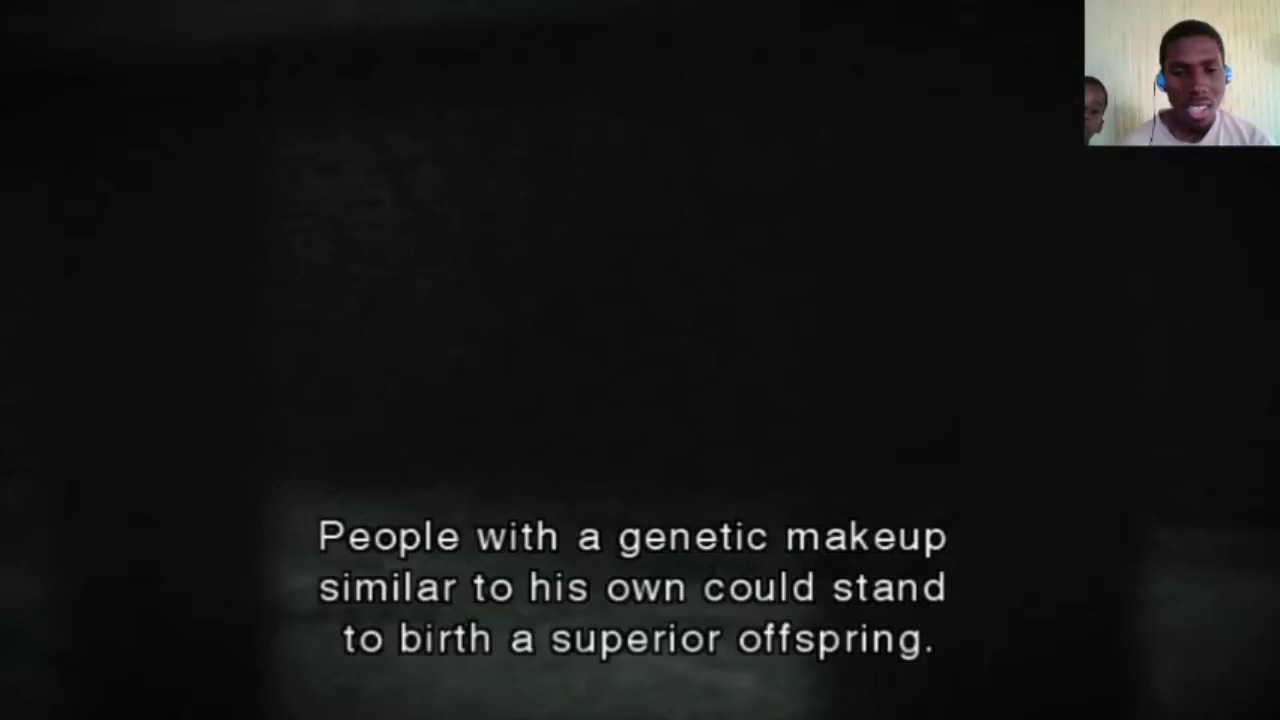 People with a genetic makeup
similar to his own could stand
to birth a superior offspring.